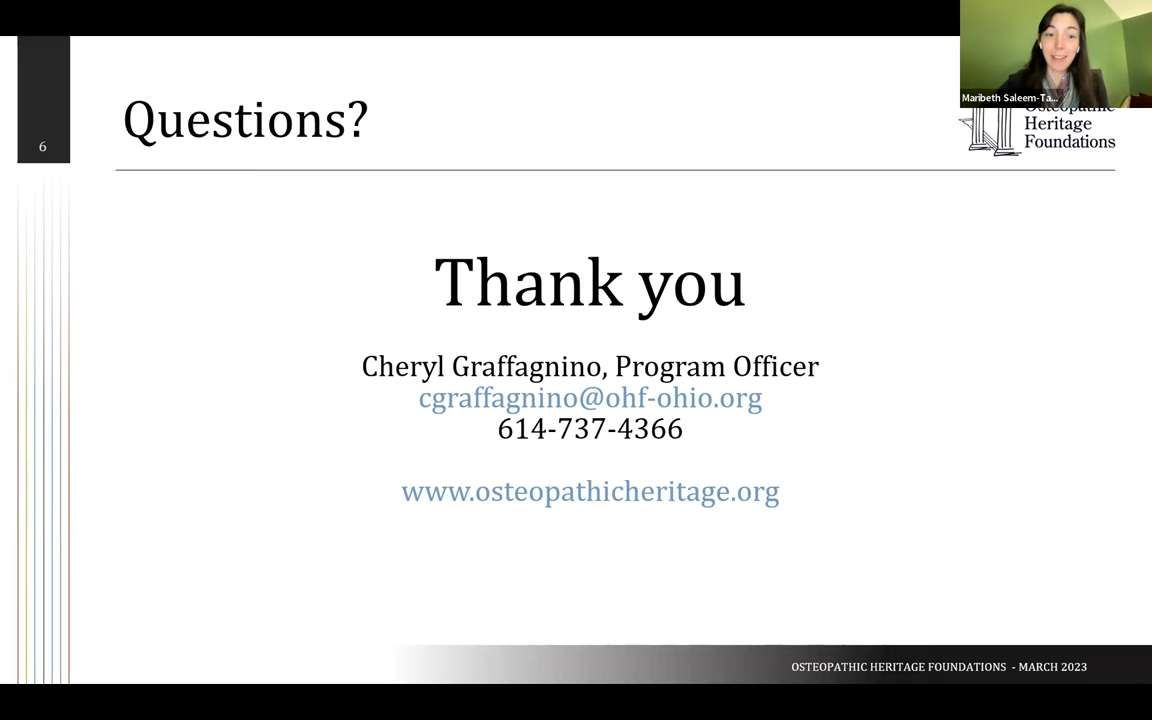 Questions?
6
Maribeth Saleem-Ta...
Osteopathic
Heritage
Foundations
Thank you
Cheryl Graffagnino, Program Officer
cgraffagnino@ohf-ohio.org
614-737-4366
www.osteopathicheritage.org
OSTEOPATHIC HERITAGE FOUNDATIONS - MARCH 2023